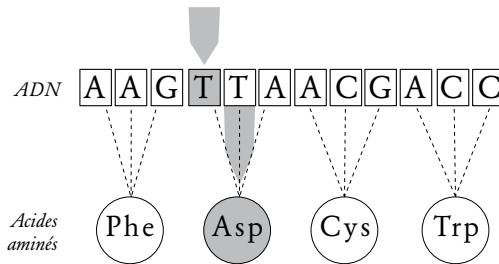 ADN A A G T T A A C G A C C
Acides aminés Phe Asp Cys Trp